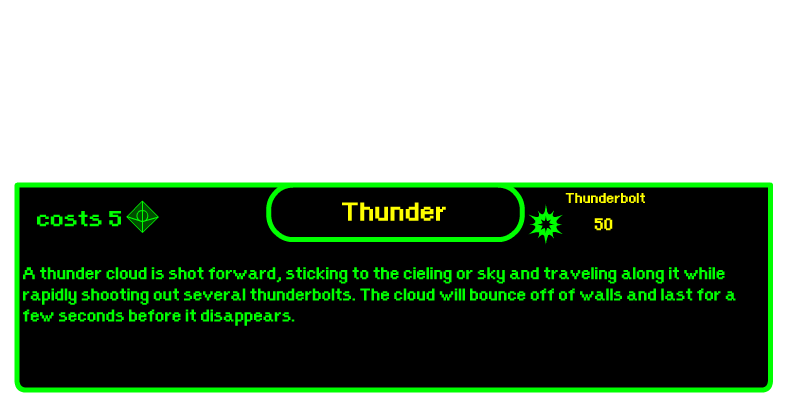 costs 5
Thunder
Thunderbolt
50
A thunder cloud is shot forward, sticking to the cieling or sky and traveling along it while
rapidly shooting out several thunderbolts. The cloud will bounce off of walls and last for a
few seconds before it disappears.